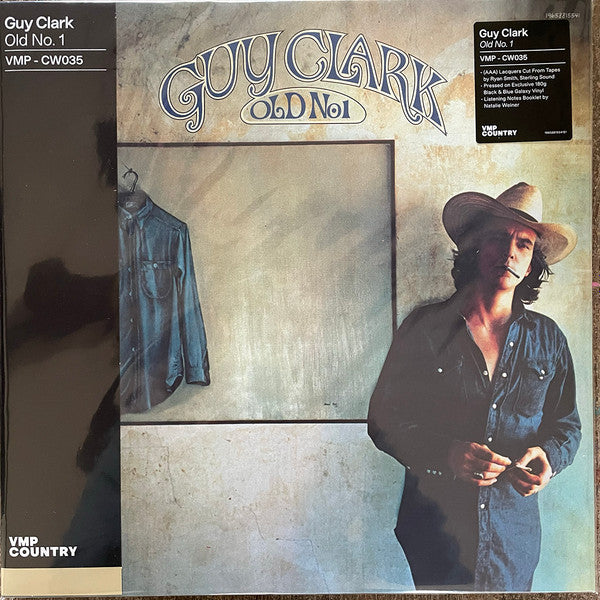 Guy Clark
Old No. 1
VMP - CW035
VMP
COUNTRY
GUY CLARK
OLD No1
19658315541
Guy Clark
Old No. 1
VMP - CW035
• (AAA) Lacquers Cut From Tapes
by Ryan Smith, Sterling Sound
• Pressed on Exclusive 180g
Black & Blue Galaxy Vinyl
• Listening Notes Booklet by
Natalie Weiner
VMP
COUNTRY